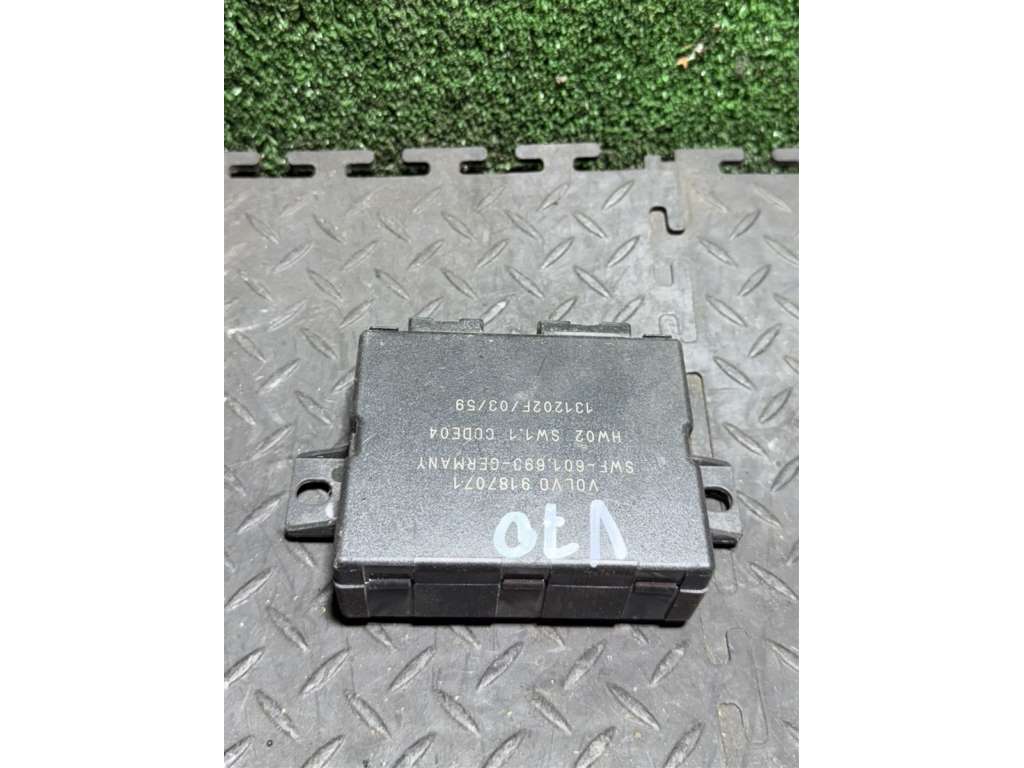 VOLVO 9187071
SWF-601.693-GERMANY
HW02 SW1.1 CODE04
131202F/03/59
V70